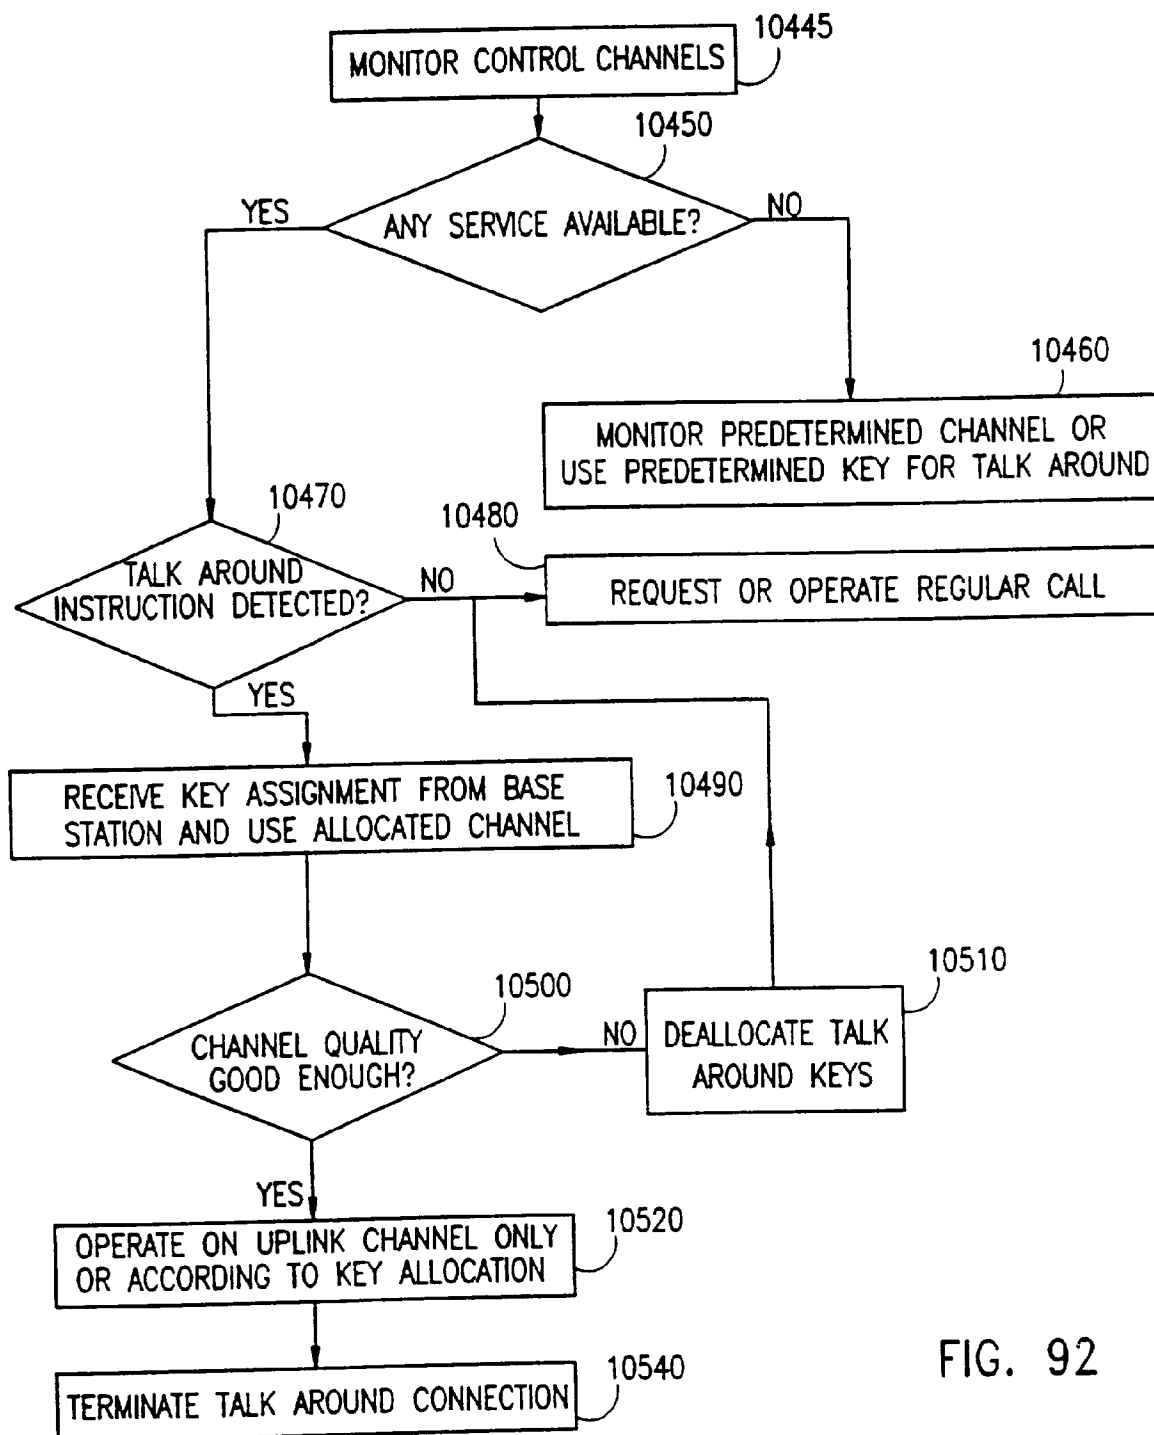 10445
MONITOR CONTROL CHANNELS
10450
YES
ANY SERVICE AVAILABLE?
NO
10460
MONITOR PREDETERMINED CHANNEL OR
USE PREDETERMINED KEY FOR TALK AROUND
10470
10480
TALK AROUND
INSTRUCTION DETECTED?
NO
REQUEST OR OPERATE REGULAR CALL
YES
RECEIVE KEY ASSIGNMENT FROM BASE
STATION AND USE ALLOCATED CHANNEL
10490
10500
10510
CHANNEL QUALITY
GOOD ENOUGH?
NO
DEALLOCATE TALK
AROUND KEYS
YES
OPERATE ON UPLINK CHANNEL ONLY
OR ACCORDING TO KEY ALLOCATION
10520
TERMINATE TALK AROUND CONNECTION
10540
FIG. 92